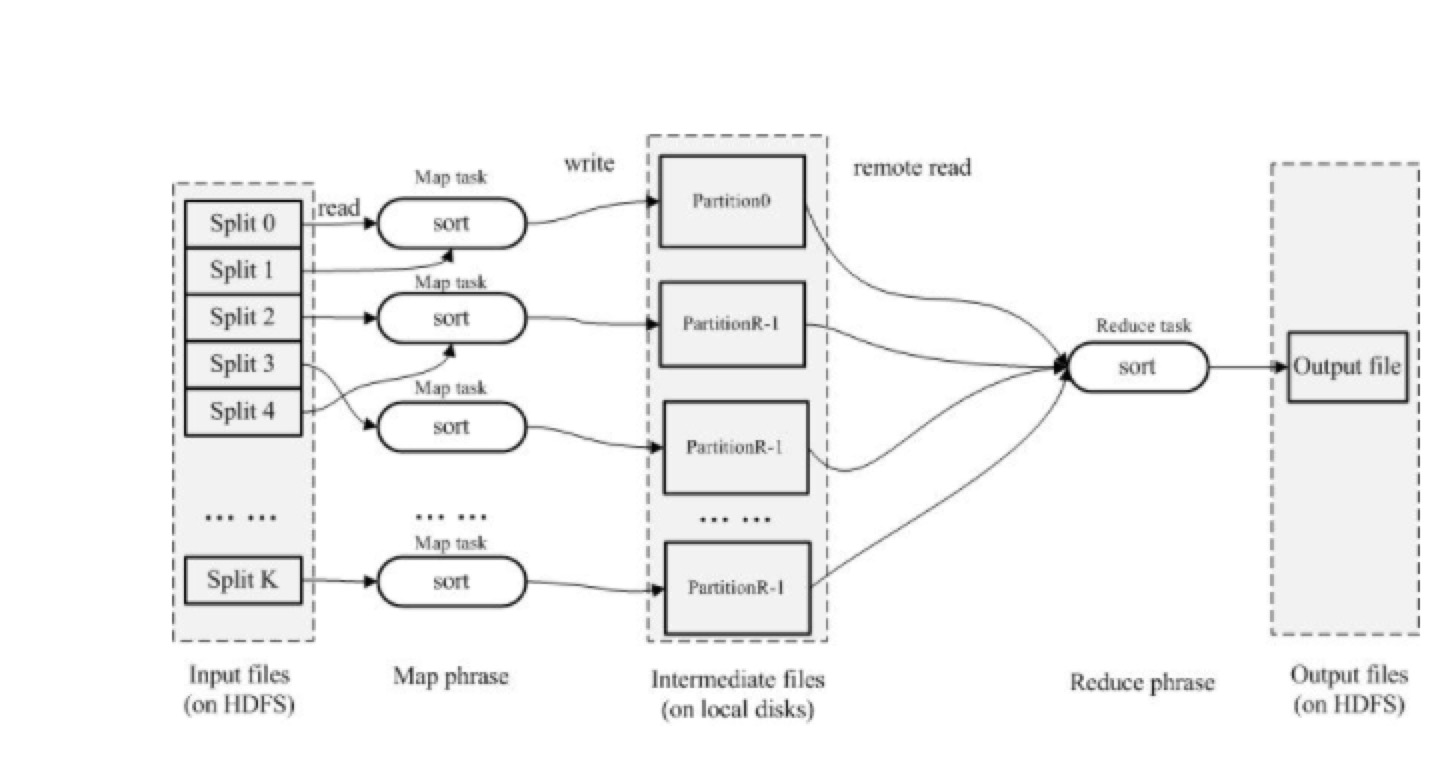 Map task
write
remote read
Partition0
Split 0
read
sort
Split 1
Map task
Split 2
sort
PartitionR-1
Reduce task
Split 3
sort
Output file
Map task
Split 4
sort
PartitionR-1
... ...
... ...
... ...
Map task
Split K
sort
PartitionR-1
Input files
(on HDFS)
Map phrase
Intermediate files
(on local disks)
Reduce phrase
Output files
(on HDFS)